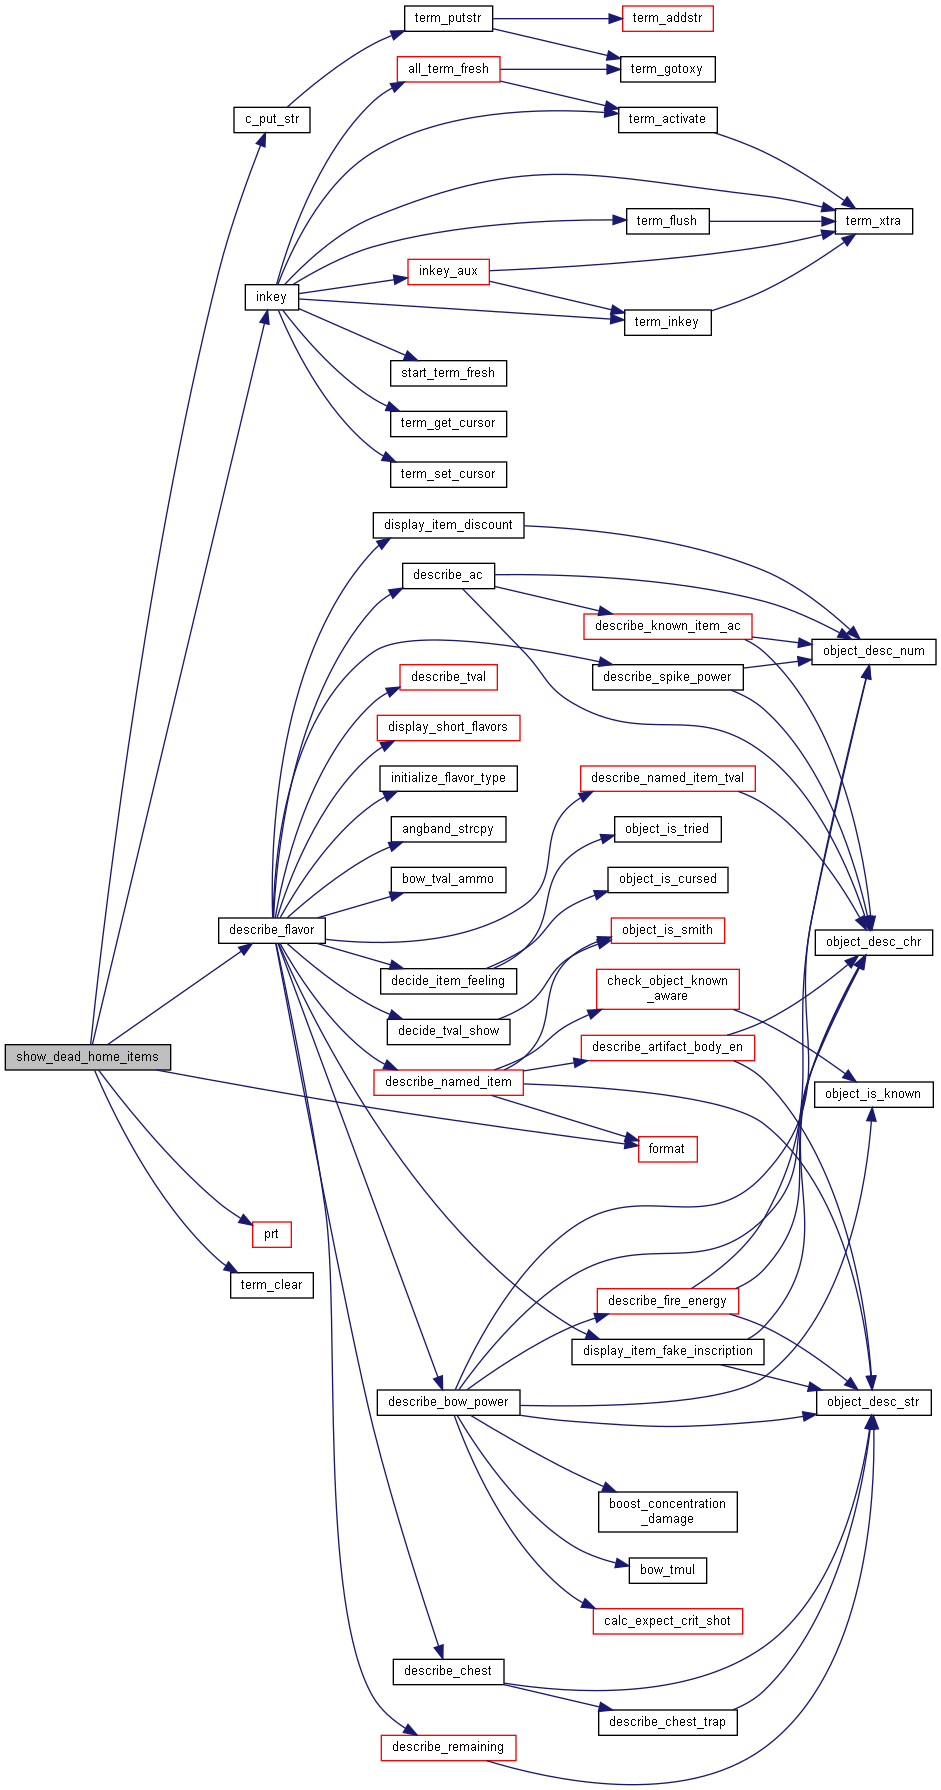 term_putstr
term_addstr
all_term_fresh
term_gotoxy
c_put_str
term_activate
term_flush
term_xtra
inkey_aux
inkey
term_inkey
start_term_fresh
term_get_cursor
term_set_cursor
display_item_discount
describe_ac
describe_known_item_ac
object_desc_num
describe_tval
describe_spike_power
display_short_flavors
initialize_flavor_type
describe_named_item_tval
angband_strcpy
object_is_tried
bow_tval_ammo
object_is_cursed
describe_flavor
object_is_smith
object_desc_chr
decide_item_feeling
check_object_known
_aware
decide_tval_show
describe_artifact_body_en
show_dead_home_items
describe_named_item
object_is_known
format
prt
term_clear
describe_fire_energy
display_item_fake_inscription
describe_bow_power
object_desc_str
boost_concentration
_damage
bow_tmul
calc_expect_crit_shot
describe_chest
describe_chest_trap
describe_remaining